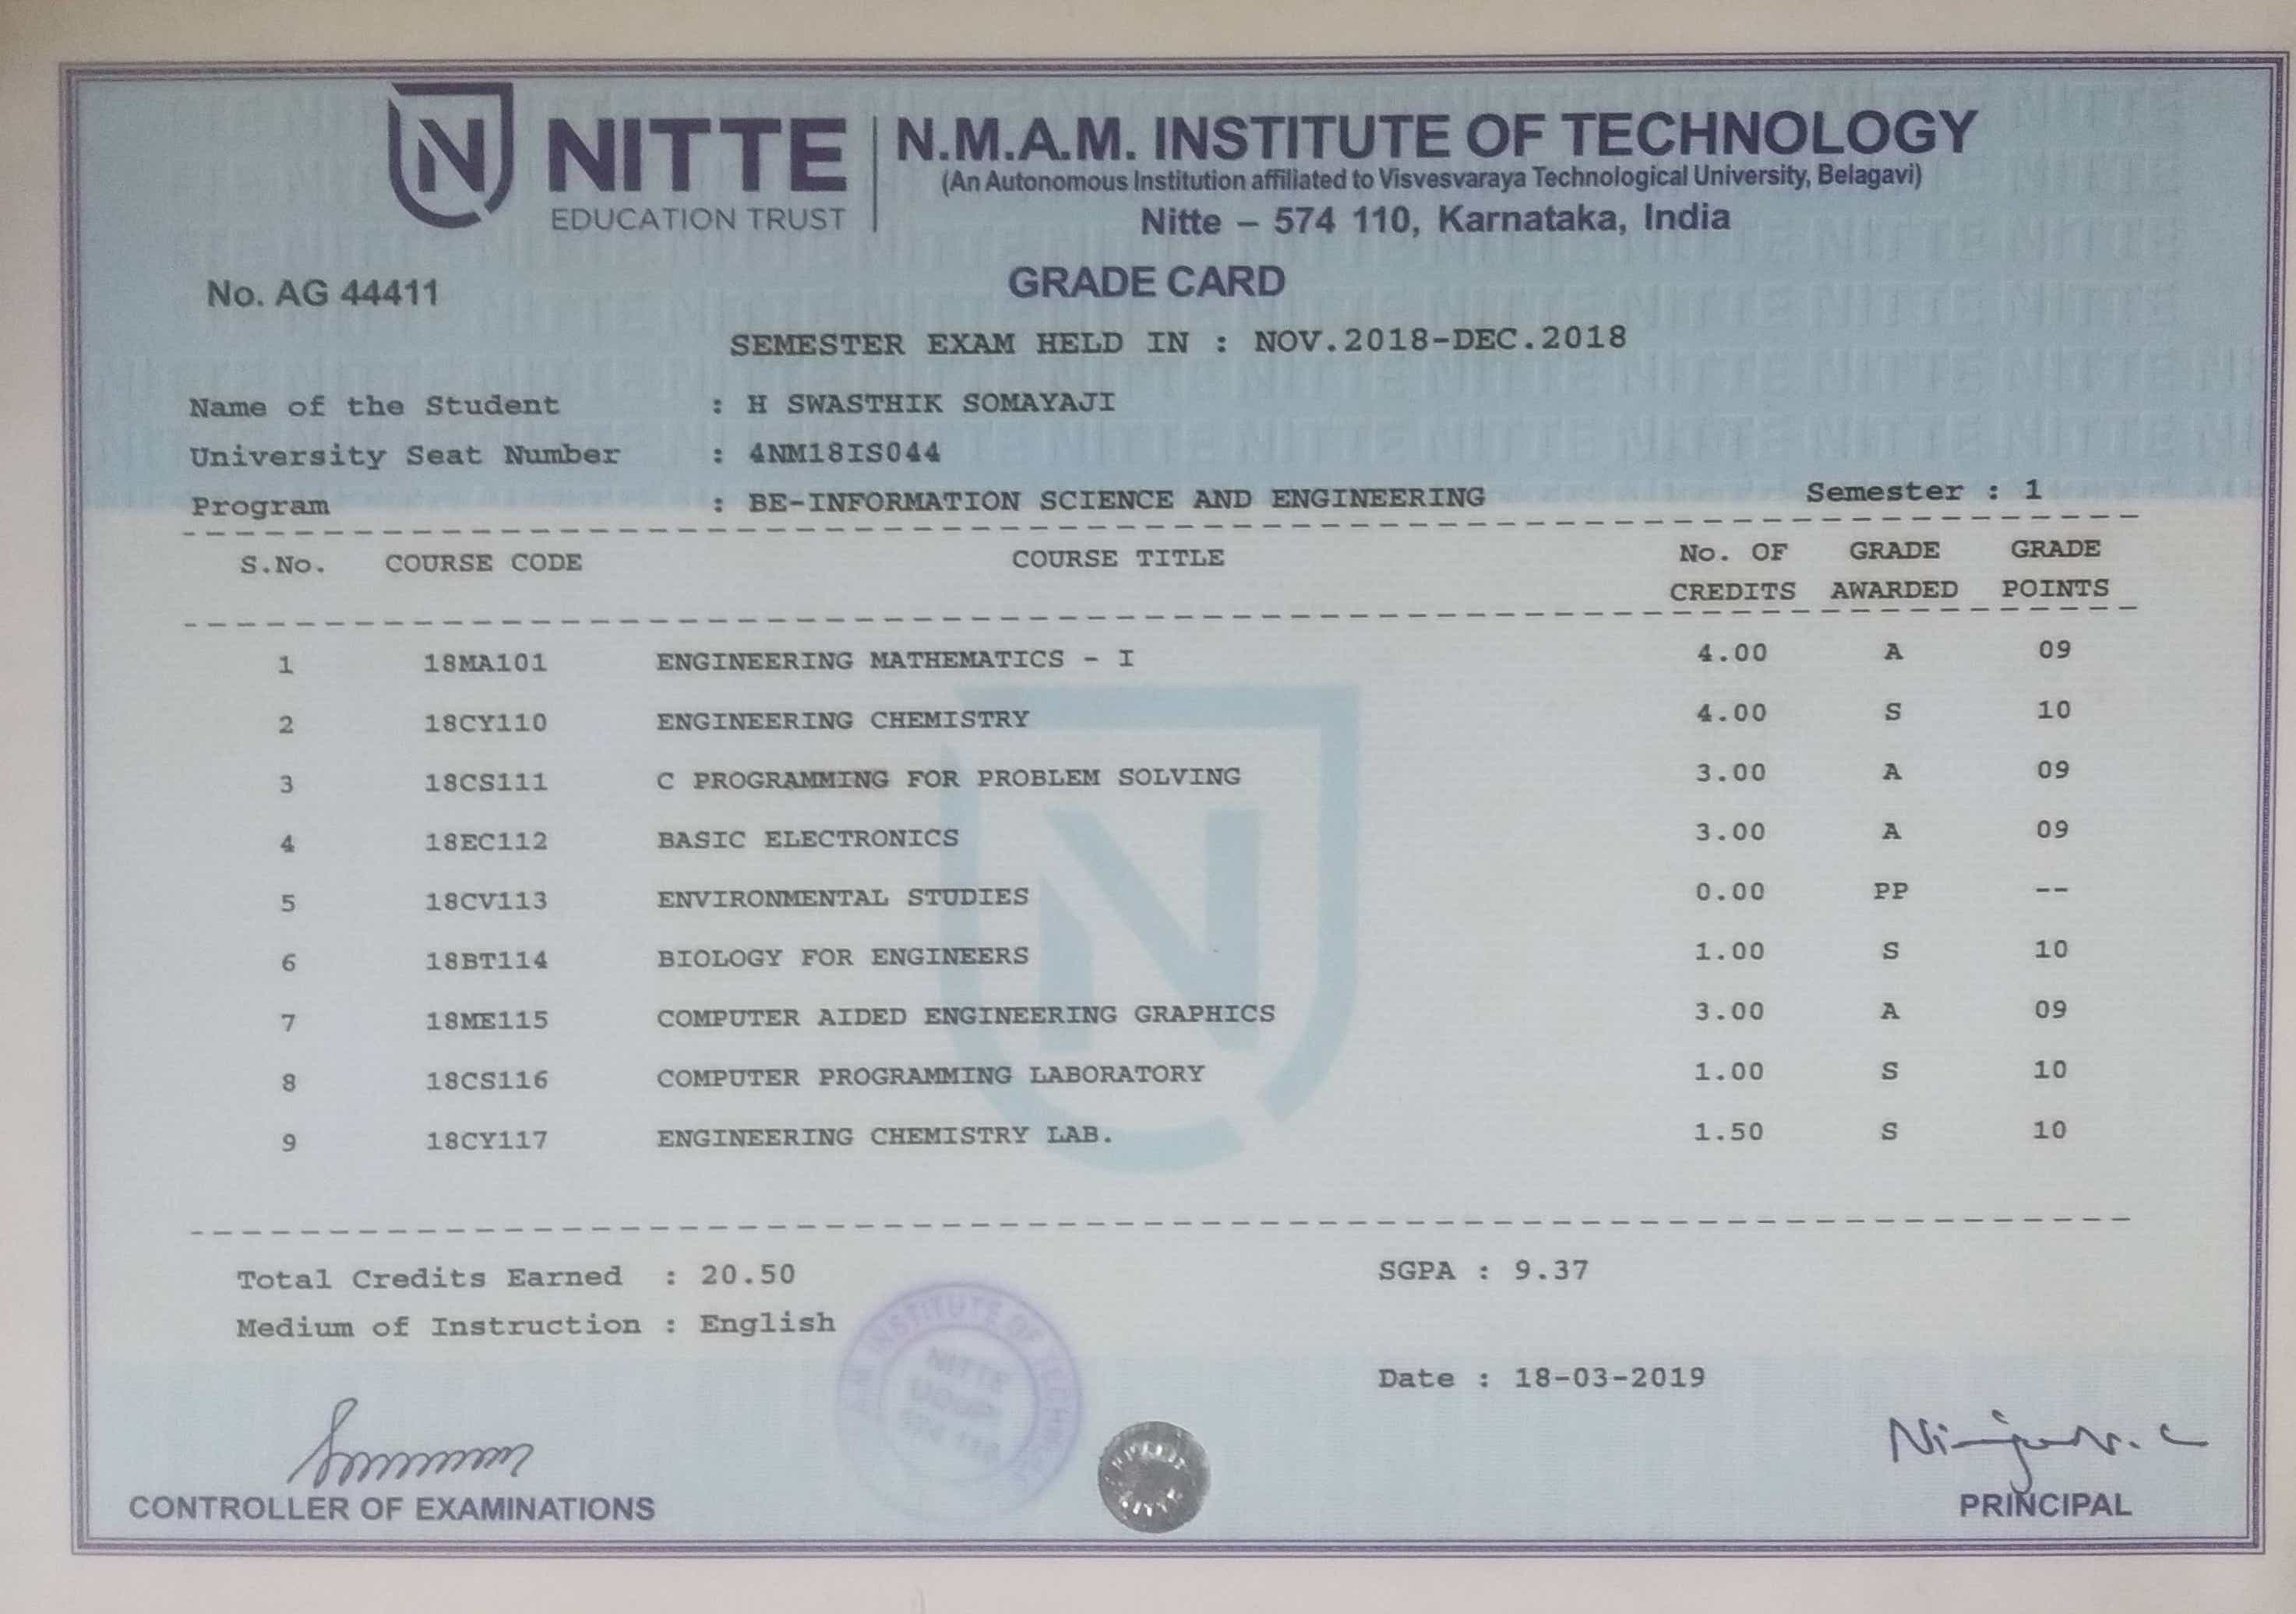 N NITTE
EDUCATION TRUST
N.M.A.M. INSTITUTE OF TECHNOLOGY
(An Autonomous Institution affiliated to Visvesvaraya Technological University, Belagavi)
Nitte – 574 110, Karnataka, India
No. AG 44411
GRADE CARD
SEMESTER EXAM HELD IN : NOV.2018-DEC.2018
Name of the Student : H SWASTHIK SOMAYAJI
University Seat Number : 4NM18IS044
Program : BE-INFORMATION SCIENCE AND ENGINEERING Semester : 1
S.No. COURSE CODE COURSE TITLE No. OF CREDITS GRADE AWARDED GRADE POINTS
1 18MA101 ENGINEERING MATHEMATICS - I 4.00 A 09
2 18CY110 ENGINEERING CHEMISTRY 4.00 S 10
3 18CS111 C PROGRAMMING FOR PROBLEM SOLVING 3.00 A 09
4 18EC112 BASIC ELECTRONICS 3.00 A 09
5 18CV113 ENVIRONMENTAL STUDIES 0.00 PP --
6 18BT114 BIOLOGY FOR ENGINEERS 1.00 S 10
7 18ME115 COMPUTER AIDED ENGINEERING GRAPHICS 3.00 A 09
8 18CS116 COMPUTER PROGRAMMING LABORATORY 1.00 S 10
9 18CY117 ENGINEERING CHEMISTRY LAB. 1.50 S 10
Total Credits Earned : 20.50 SGPA : 9.37
Medium of Instruction : English
Date : 18-03-2019
INSTITUTE OF
NITTE
CONTROLLER OF EXAMINATIONS
PRINCIPAL